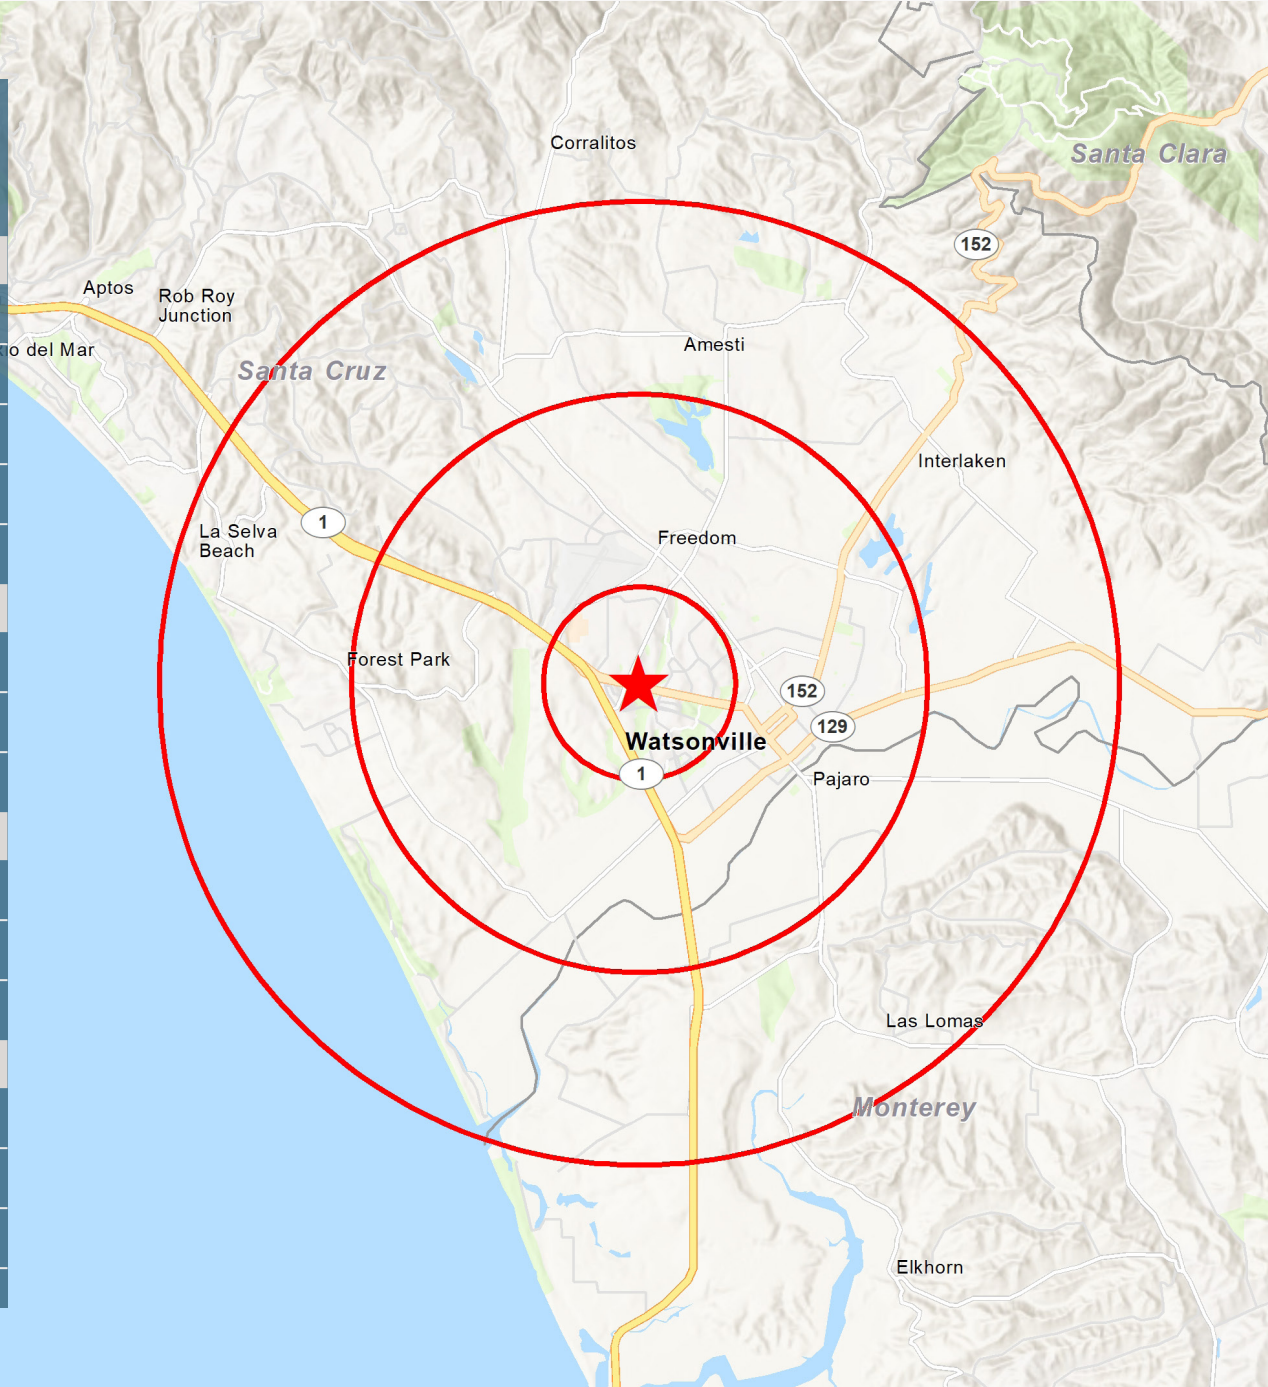 Corralitos
Santa Clara
152
Aptos
Rob Roy
Junction
io del Mar
Amesti
Santa Cruz
Interlaken
1
La Selva
Beach
Freedom
Forest Park
152
129
Watsonville
1
Pajaro
Las Lomas
Monterey
Elkhorn